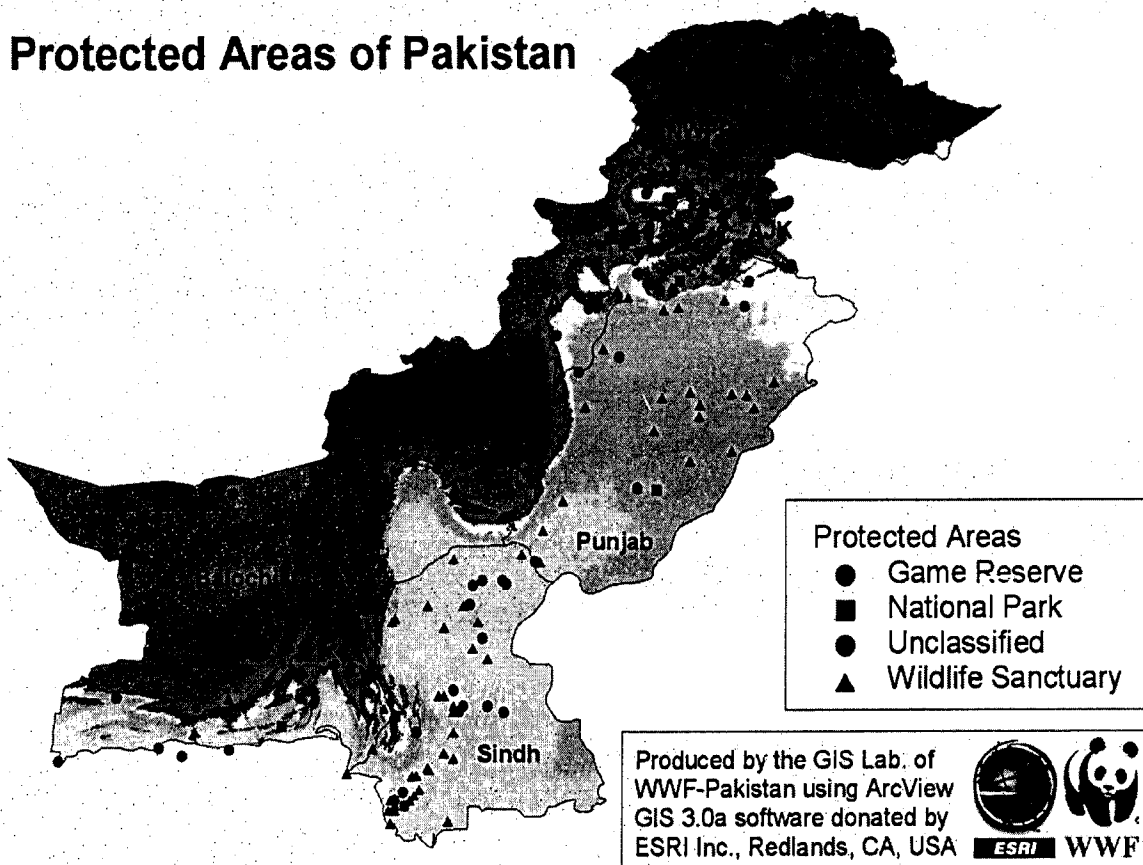 Protected Areas of Pakistan
AJK
Punjab
Sindh
Protected Areas
Game Reserve
National Park
Unclassified
Wildlife Sanctuary
Produced by the GIS Lab. of
WWF-Pakistan using ArcView
GIS 3.0a software donated by
ESRI Inc., Redlands, CA, USA
ESRI
WWF